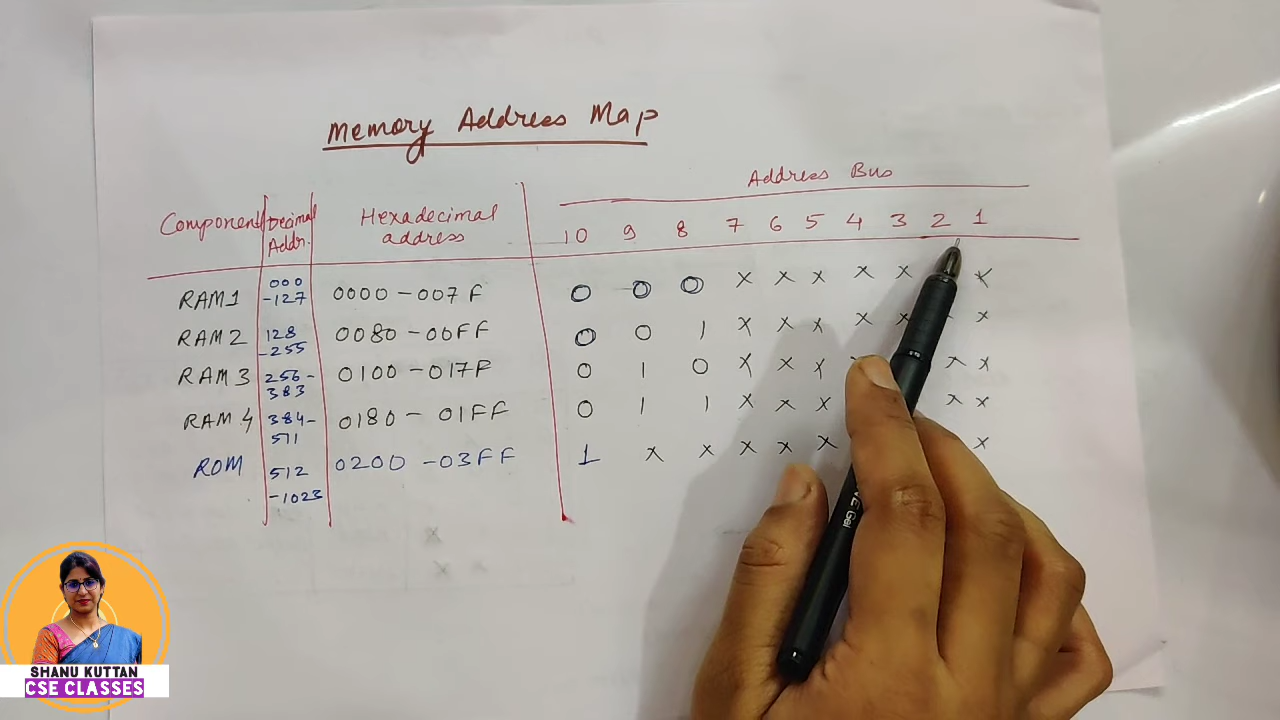 Memory Address Map
Address Bus
Component Decimal Addr. Hexadecimal address 10 9 8 7 6 5 4 3 2 1
RAM1 000 -127 0000-007F 0 0 0 x x x x x x
RAM2 128 -255 0080-00FF 0 0 1 x x x x x x
RAM3 256- 383 0100-017F 0 1 0 x x x x x
RAM4 384- 511 0180-01FF 0 1 1 x x x x x
ROM 512 -1023 0200-03FF 1 x x x x x x
Gel
SHANU KUTTAN
CSE CLASSES